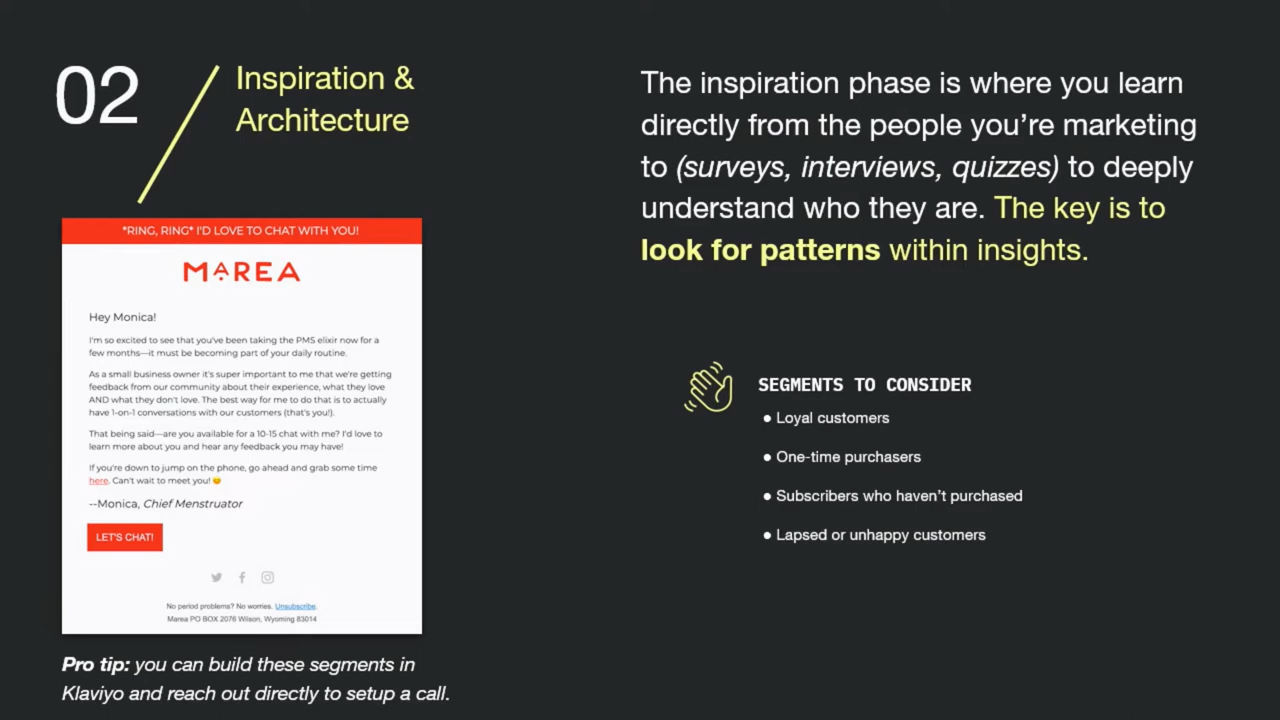 02
Inspiration &
Architecture
*RING, RING* I'D LOVE TO CHAT WITH YOU!
MAREA
Hey Monica!
I'm so excited to see that you've been taking the PMS elixir now for a
few months—it must be becoming part of your daily routine.
As a small business owner it's super important to me that we're getting
feedback from our community about their experience, what they love
AND what they don't love. The best way for me to do that is to actually
have 1-on-1 conversations with our customers (that's you!).
That being said—are you available for a 10-15 chat with me? I'd love to
learn more about you and hear any feedback you may have!
If you're down to jump on the phone, go ahead and grab some time
here. Can't wait to meet you! 😊
--Monica, Chief Menstruator
LET'S CHAT!
No period problems? No worries. Unsubscribe.
Marea PO BOX 2076 Wilson, Wyoming 83014
Pro tip: you can build these segments in
Klaviyo and reach out directly to setup a call.
The inspiration phase is where you learn
directly from the people you're marketing
to (surveys, interviews, quizzes) to deeply
understand who they are. The key is to
look for patterns within insights.
SEGMENTS TO CONSIDER
● Loyal customers
● One-time purchasers
● Subscribers who haven't purchased
● Lapsed or unhappy customers